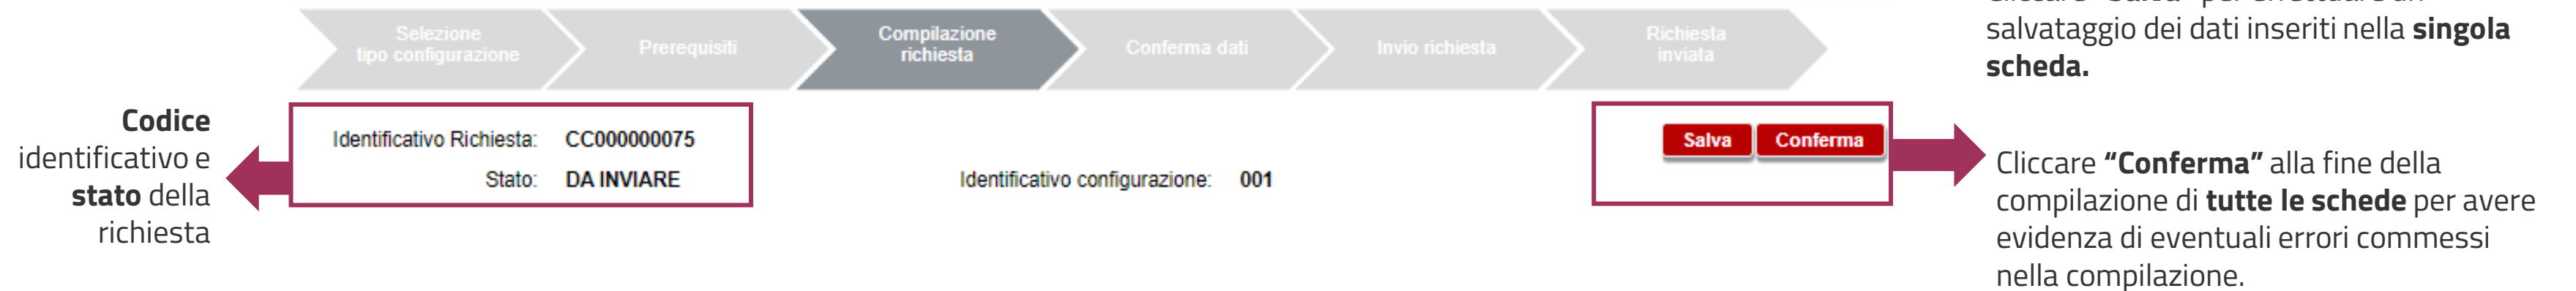 Selezione
tipo configurazione
Prerequisiti
Compilazione
richiesta
Conferma dati
Invio richiesta
Richiesta
inviata
Codice
identificativo e
stato della
richiesta
Identificativo Richiesta: CC000000075
Stato: DA INVIARE
Identificativo configurazione: 001
Salva Conferma
salvataggio dei dati inseriti nella singola
scheda.
Cliccare “Conferma” alla fine della
compilazione di tutte le schede per avere
evidenza di eventuali errori commessi
nella compilazione.